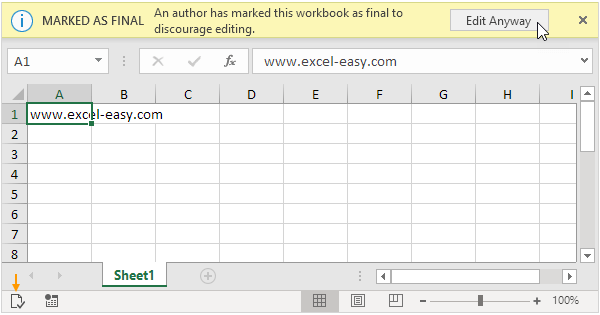 MARKED AS FINAL
An author has marked this workbook as final to
discourage editing.
Edit Anyway
A1
fx
www.excel-easy.com
A B C D E F G H I
1 www.excel-easy.com
2
3
4
5
6
7
8
Sheet1
100%